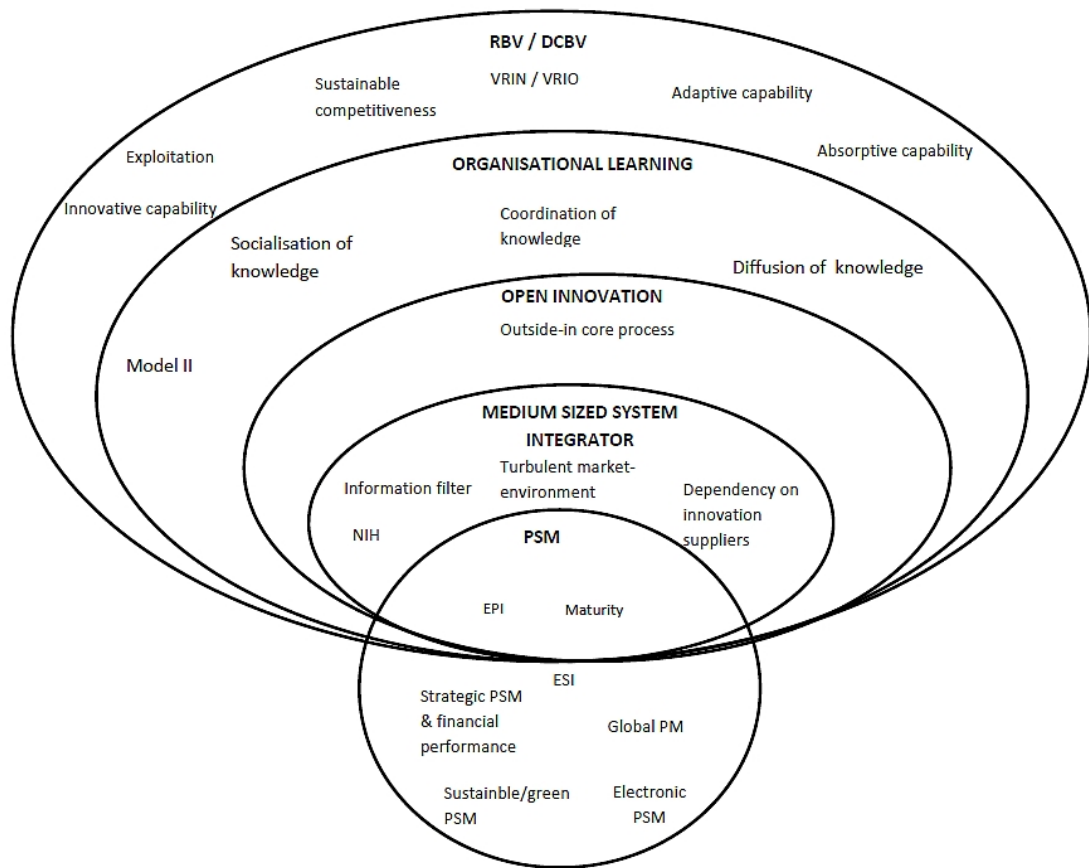 RBV / DCBV
VRIN / VRIO
Sustainable
competitiveness
Adaptive capability
Exploitation
Absorptive capability
ORGANISATIONAL LEARNING
Innovative capability
Coordination of
knowledge
Socialisation of
knowledge
Diffusion of knowledge
OPEN INNOVATION
Outside-in core process
Model II
MEDIUM SIZED SYSTEM
INTEGRATOR
Turbulent market-
environment
Information filter
Dependency on
innovation
suppliers
NIH
PSM
EPI
Maturity
ESI
Strategic PSM
& financial
performance
Global PM
Sustainble/green
PSM
Electronic
PSM